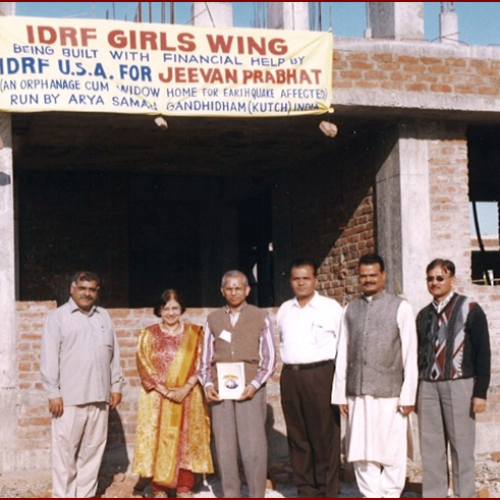 IDRF GIRLS WING
BEING BUILT WITH FINANCIAL HELP BY
IDRF U.S.A. FOR JEEVAN PRABHAT
(AN ORPHANAGE CUM WIDOW HOME FOR EARTHQUAKE AFFECTED)
RUN BY ARYA SAMAJ GANDHIDHAM (KUTCH) INDIA